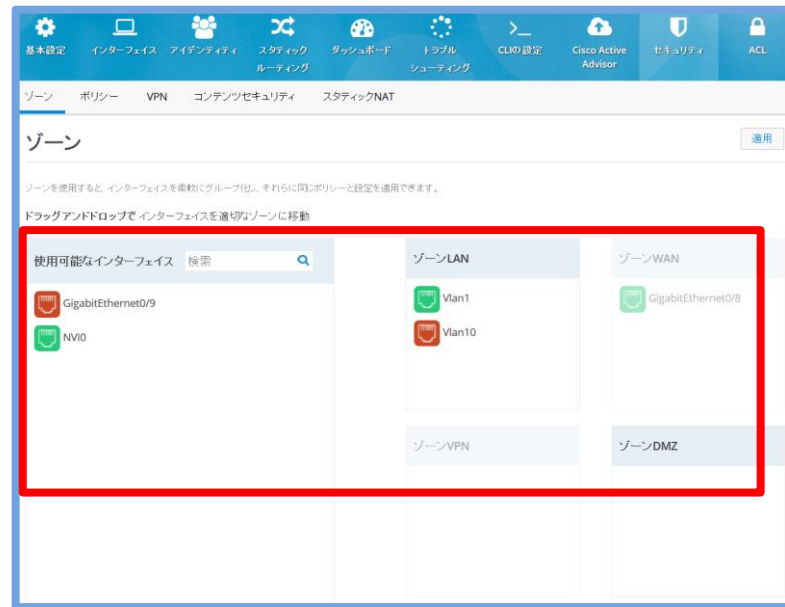 基本設定
インターフェイス
アイデンティティ
スタティック
ルーティング
ダッシュボード
トラブル
シューティング
CLIの設定
Cisco Active
Advisor
セキュリティ
ACL
ゾーン ポリシー VPN コンテンツセキュリティ スタティックNAT
ゾーン
適用
ゾーンを使用すると、インターフェイスを柔軟にグループ化し、それらに同じポリシーと設定を適用できます。
ドラッグアンドドロップで インターフェイスを適切なゾーンに移動
使用可能なインターフェイス 検索
GigabitEthernet0/9
NVI0
ゾーンLAN
Vlan1
Vlan10
ゾーンWAN
GigabitEthernet0/8
ゾーンVPN
ゾーンDMZ